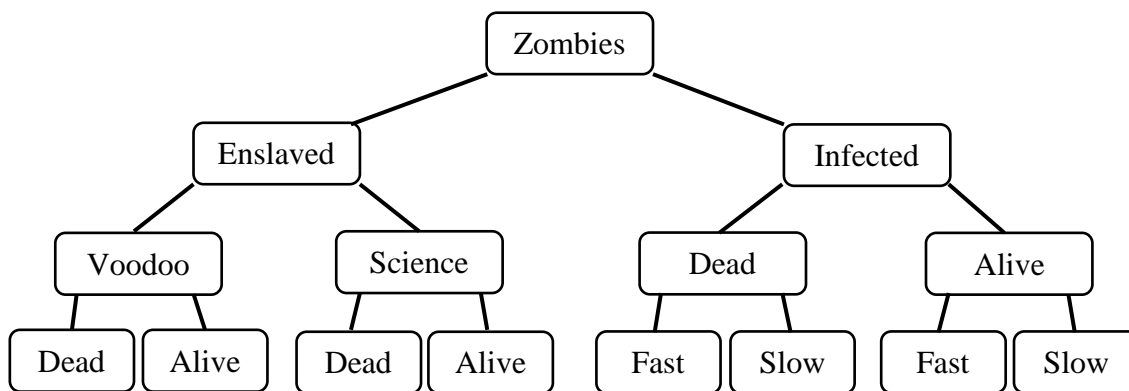 Zombies
Enslaved Infected
Voodoo Science Dead Alive
Dead Alive Dead Alive Fast Slow Fast Slow